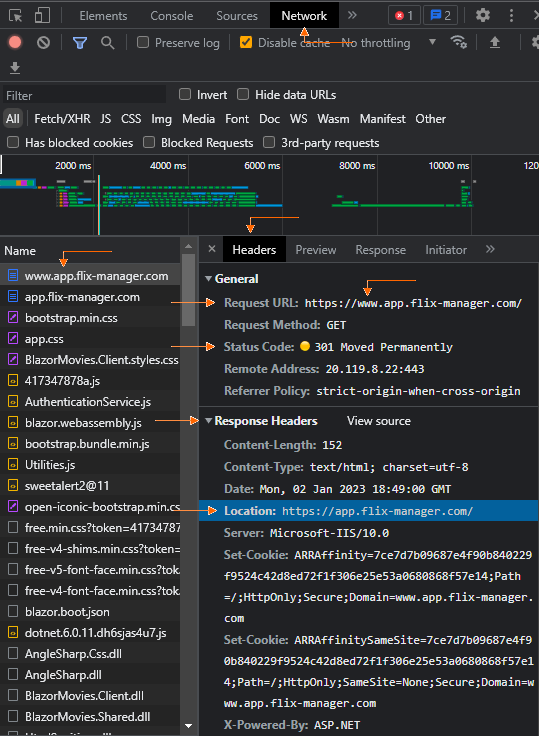 Elements Console Sources Network » 1 2
Preserve log Disable cache No throttling
Filter Invert Hide data URLs
All Fetch/XHR JS CSS Img Media Font Doc WS Wasm Manifest Other
Has blocked cookies Blocked Requests 3rd-party requests
2000 ms 4000 ms 6000 ms 8000 ms 10000 ms 120
Name
www.app.flix-manager.com
app.flix-manager.com
bootstrap.min.css
app.css
BlazorMovies.Client.styles.css
417347878a.js
AuthenticationService.js
blazor.webassembly.js
bootstrap.bundle.min.js
Utilities.js
sweetalert2@11
open-iconic-bootstrap.min.cs
free.min.css?token=4173478
free-v4-shims.min.css?token=
free-v5-font-face.min.css?tok
free-v4-font-face.min.css?tok
blazor.boot.json
dotnet.6.0.11.dh6sjas4u7.js
AngleSharp.Css.dll
AngleSharp.dll
BlazorMovies.Client.dll
BlazorMovies.Shared.dll
× Headers Preview Response Initiator »
General
Request URL: https://www.app.flix-manager.com/
Request Method: GET
Status Code: 301 Moved Permanently
Remote Address: 20.119.8.22:443
Referrer Policy: strict-origin-when-cross-origin
Response Headers View source
Content-Length: 152
Content-Type: text/html; charset=utf-8
Date: Mon, 02 Jan 2023 18:49:00 GMT
Location: https://app.flix-manager.com/
Server: Microsoft-IIS/10.0
Set-Cookie: ARRAffinity=7ce7d7b09687e4f90b840229
f9524c42d8ed72f1f306e25e53a0680868f57e14;Path
=/;HttpOnly;Secure;Domain=www.app.flix-manager.
com
Set-Cookie: ARRAffinitySameSite=7ce7d7b09687e4f9
0b840229f9524c42d8ed72f1f306e25e53a0680868f57e1
4;Path=/;HttpOnly;SameSite=None;Secure;Domain=ww
w.app.flix-manager.com
X-Powered-By: ASP.NET